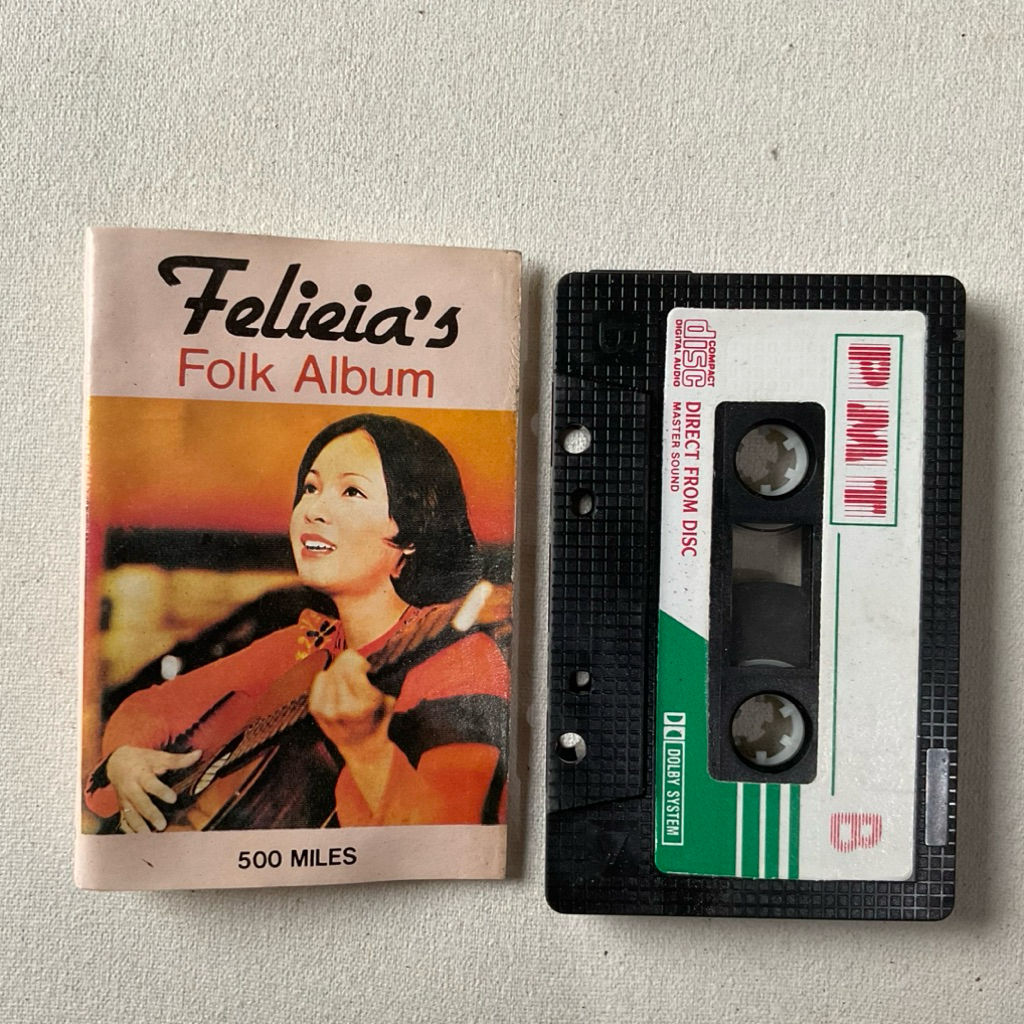 Felicia's
Folk Album
500 MILES
B
COMPACT
disc
DIGITAL AUDIO
DIRECT FROM DISC
MASTER SOUND
DOLBY SYSTEM
B
A